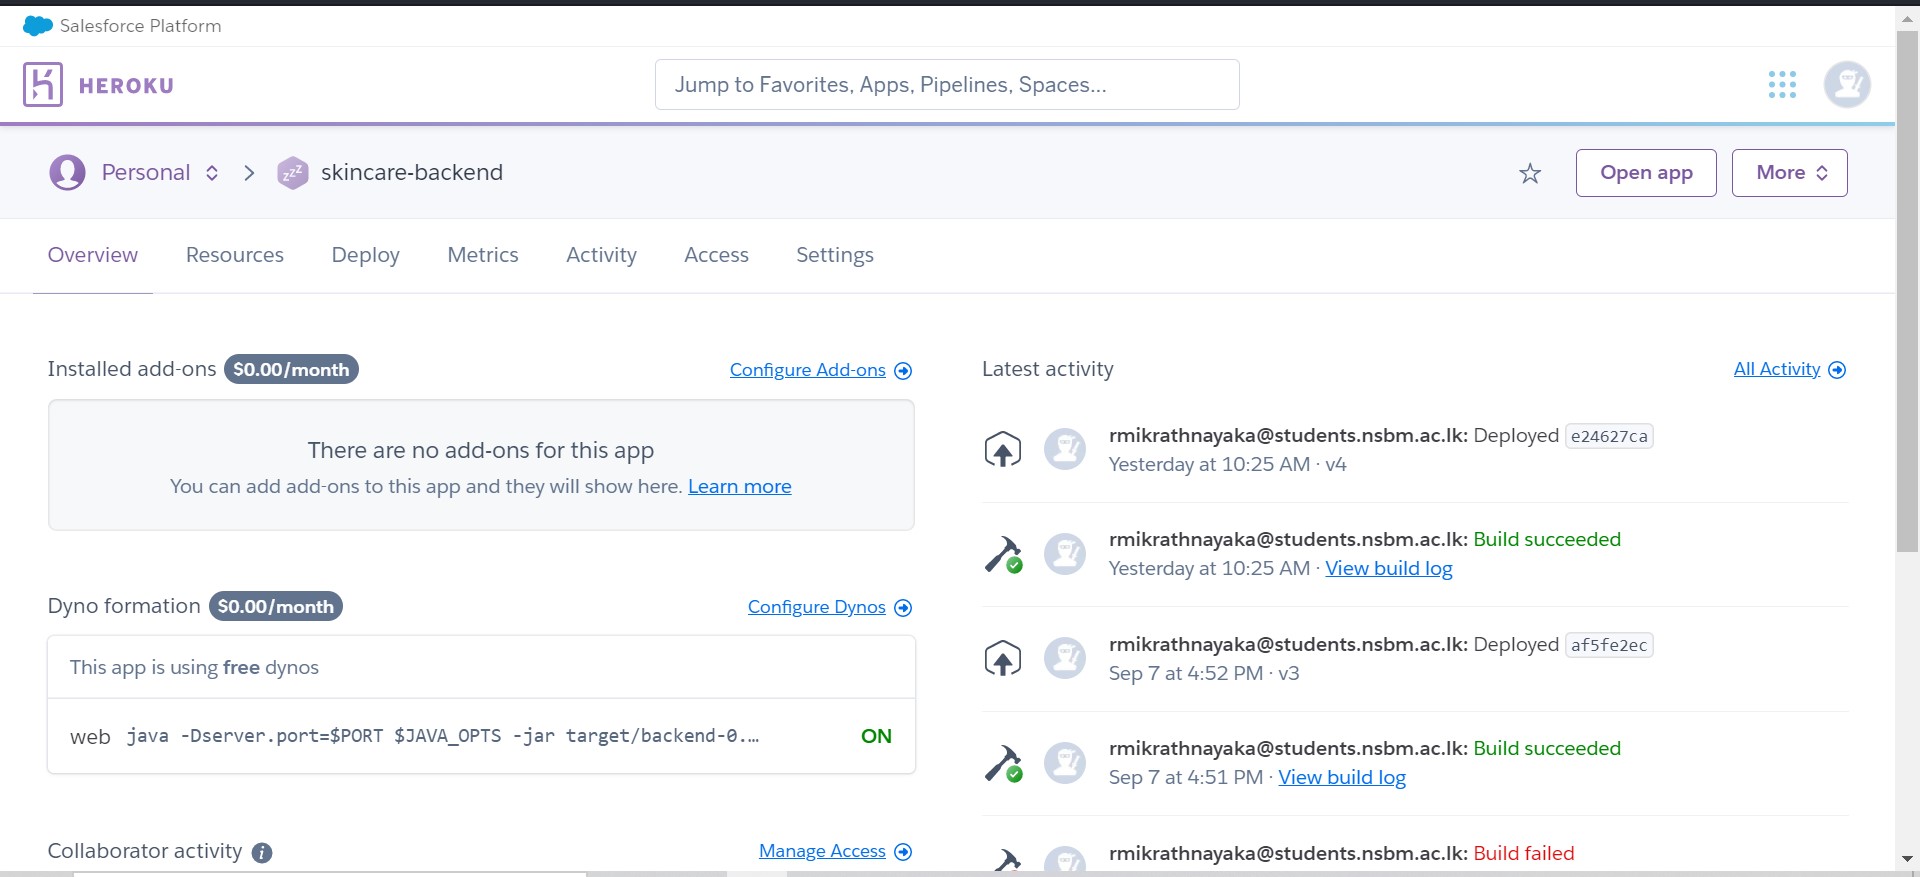 Salesforce Platform
HEROKU
Jump to Favorites, Apps, Pipelines, Spaces...
Personal
zzz
skincare-backend
Open app
More
Overview
Resources
Deploy
Metrics
Activity
Access
Settings
Installed add-ons $0.00/month
Configure Add-ons
There are no add-ons for this app
You can add add-ons to this app and they will show here. Learn more
Dyno formation $0.00/month
Configure Dynos
This app is using free dynos
web java -Dserver.port=$PORT $JAVA_OPTS -jar target/backend-0.…
ON
Collaborator activity i
Manage Access
Latest activity
All Activity
rmikrathnayaka@students.nsbm.ac.lk: Deployed e24627ca
Yesterday at 10:25 AM · v4
rmikrathnayaka@students.nsbm.ac.lk: Build succeeded
Yesterday at 10:25 AM · View build log
rmikrathnayaka@students.nsbm.ac.lk: Deployed af5fe2ec
Sep 7 at 4:52 PM · v3
rmikrathnayaka@students.nsbm.ac.lk: Build succeeded
Sep 7 at 4:51 PM · View build log
rmikrathnayaka@students.nsbm.ac.lk: Build failed